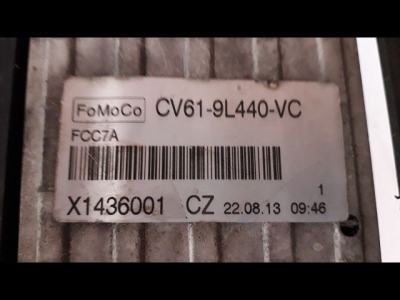 FoMoCo CV61-9L440-VC
FCC7A
1
X1436001 CZ 22.08.13 09:46